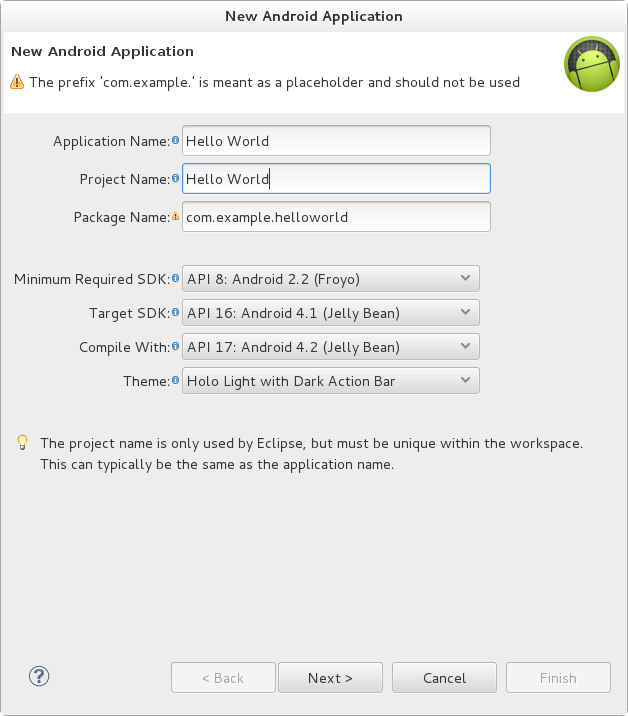 New Android Application
New Android Application
The prefix 'com.example.' is meant as a placeholder and should not be used
Application Name: Hello World
Project Name: Hello World
Package Name: com.example.helloworld
Minimum Required SDK: API 8: Android 2.2 (Froyo)
Target SDK: API 16: Android 4.1 (Jelly Bean)
Compile With: API 17: Android 4.2 (Jelly Bean)
Theme: Holo Light with Dark Action Bar
The project name is only used by Eclipse, but must be unique within the workspace.
This can typically be the same as the application name.
? < Back Next > Cancel Finish